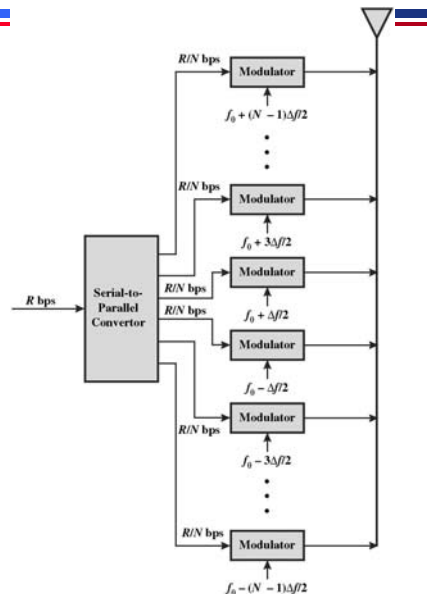 R/N bps
Modulator
f₀ + (N – 1)Δf/2
R/N bps
Modulator
f₀ + 3Δf/2
R/N bps
Modulator
f₀ + Δf/2
R bps
Serial-to-
Parallel
Convertor
R/N bps
Modulator
f₀ – Δf/2
R/N bps
Modulator
f₀ – 3Δf/2
R/N bps
Modulator
f₀ – (N – 1)Δf/2